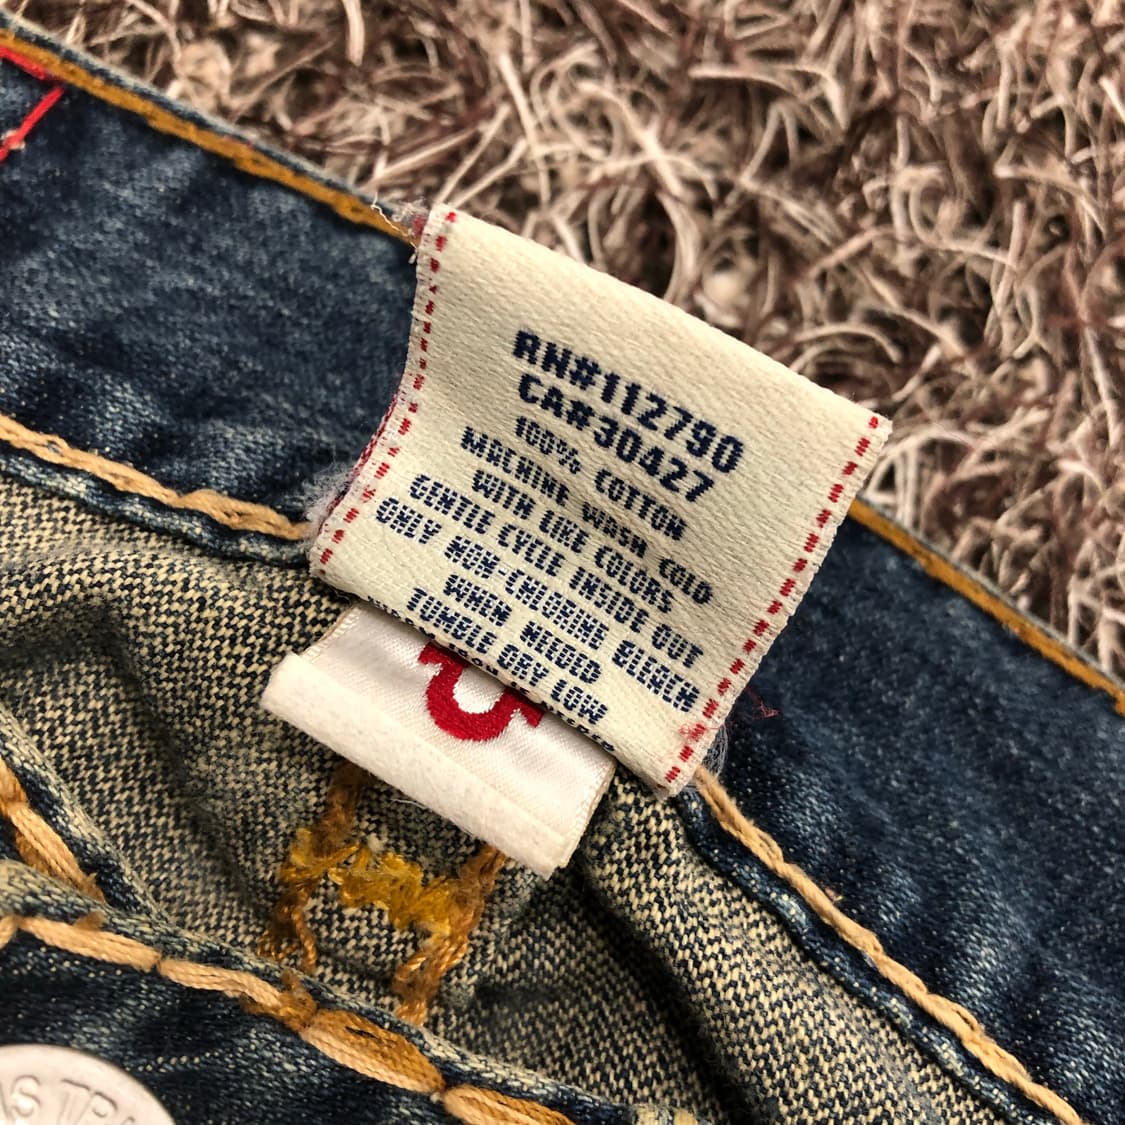 RN#112790
CA#30427
100% COTTON
MACHINE WASH COLD
WITH LIKE COLORS
GENTLE CYCLE INSIDE OUT
ONLY NON-CHLORINE BLEECH
WHEN NEEDED
TUMBLE DRY LOW